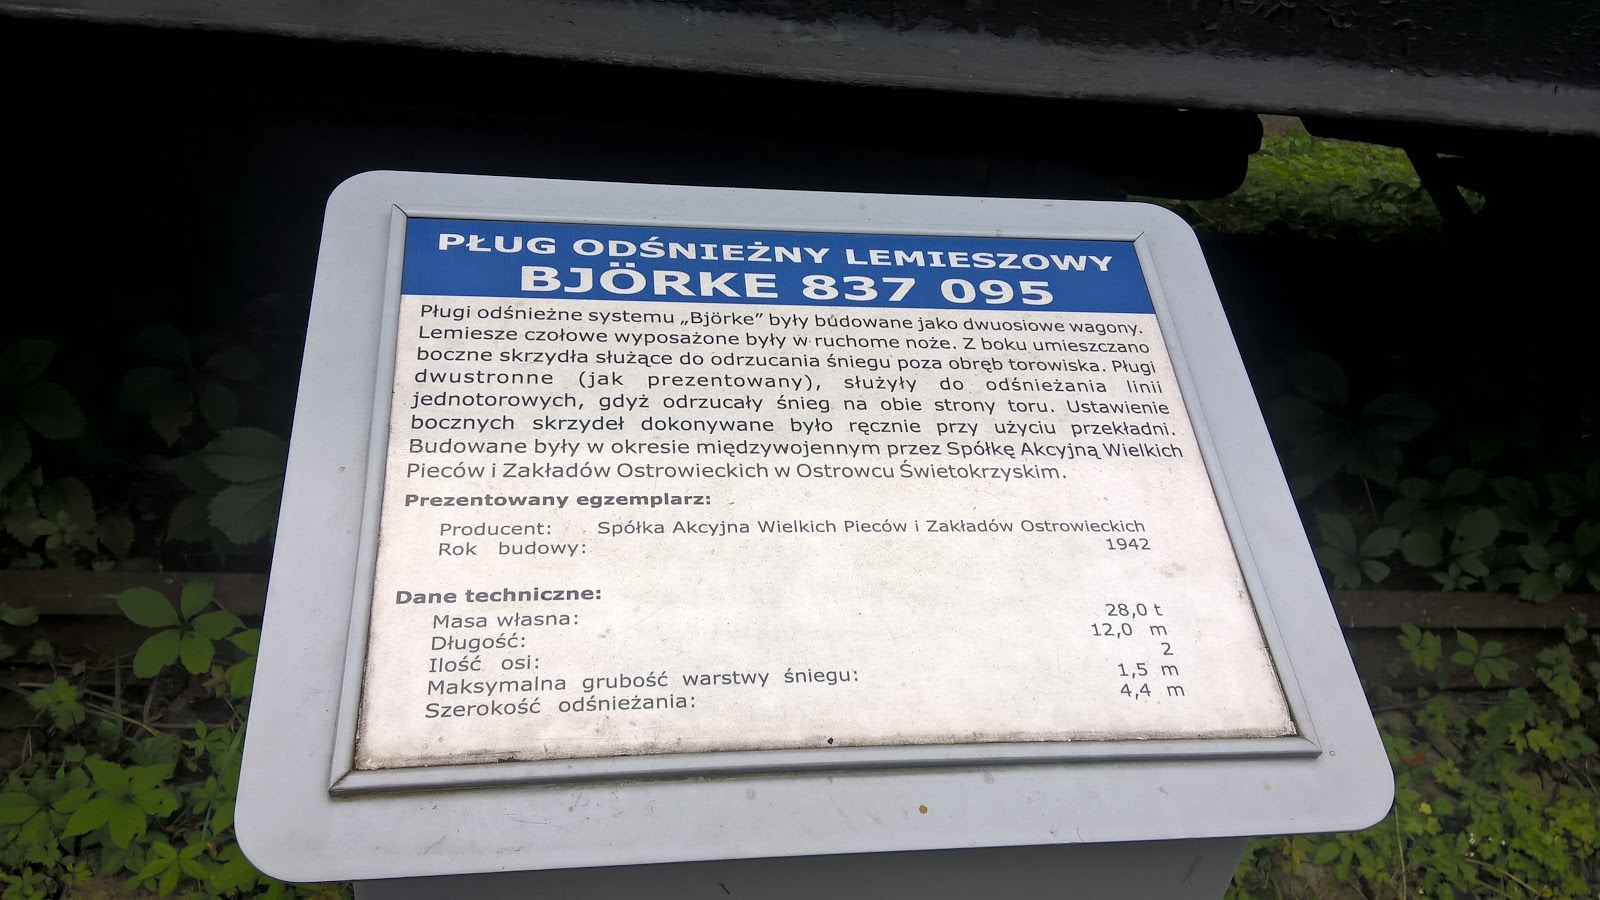 PŁUG ODŚNIEŻNY LEMIESZOWY
BJÖRKE 837 095
Pługi odśnieżne systemu „Björke” były budowane jako dwuosiowe wagony.
Lemiesze czołowe wyposażone były w ruchome noże. Z boku umieszczano
boczne skrzydła służące do odrzucania śniegu poza obręb torowiska. Pługi
dwustronne (jak prezentowany), służyły do odśnieżania linii
jednotorowych, gdyż odrzucały śnieg na obie strony toru. Ustawienie
bocznych skrzydeł dokonywane było ręcznie przy użyciu przekładni.
Budowane były w okresie międzywojennym przez Spółkę Akcyjną Wielkich
Pieców i Zakładów Ostrowieckich w Ostrowcu Świetokrzyskim.
Prezentowany egzemplarz:
Producent: Spółka Akcyjna Wielkich Pieców i Zakładów Ostrowieckich
Rok budowy: 1942
Dane techniczne:
Masa własna: 28,0 t
Długość: 12,0 m
Ilość osi: 2
Maksymalna grubość warstwy śniegu: 1,5 m
Szerokość odśnieżania: 4,4 m